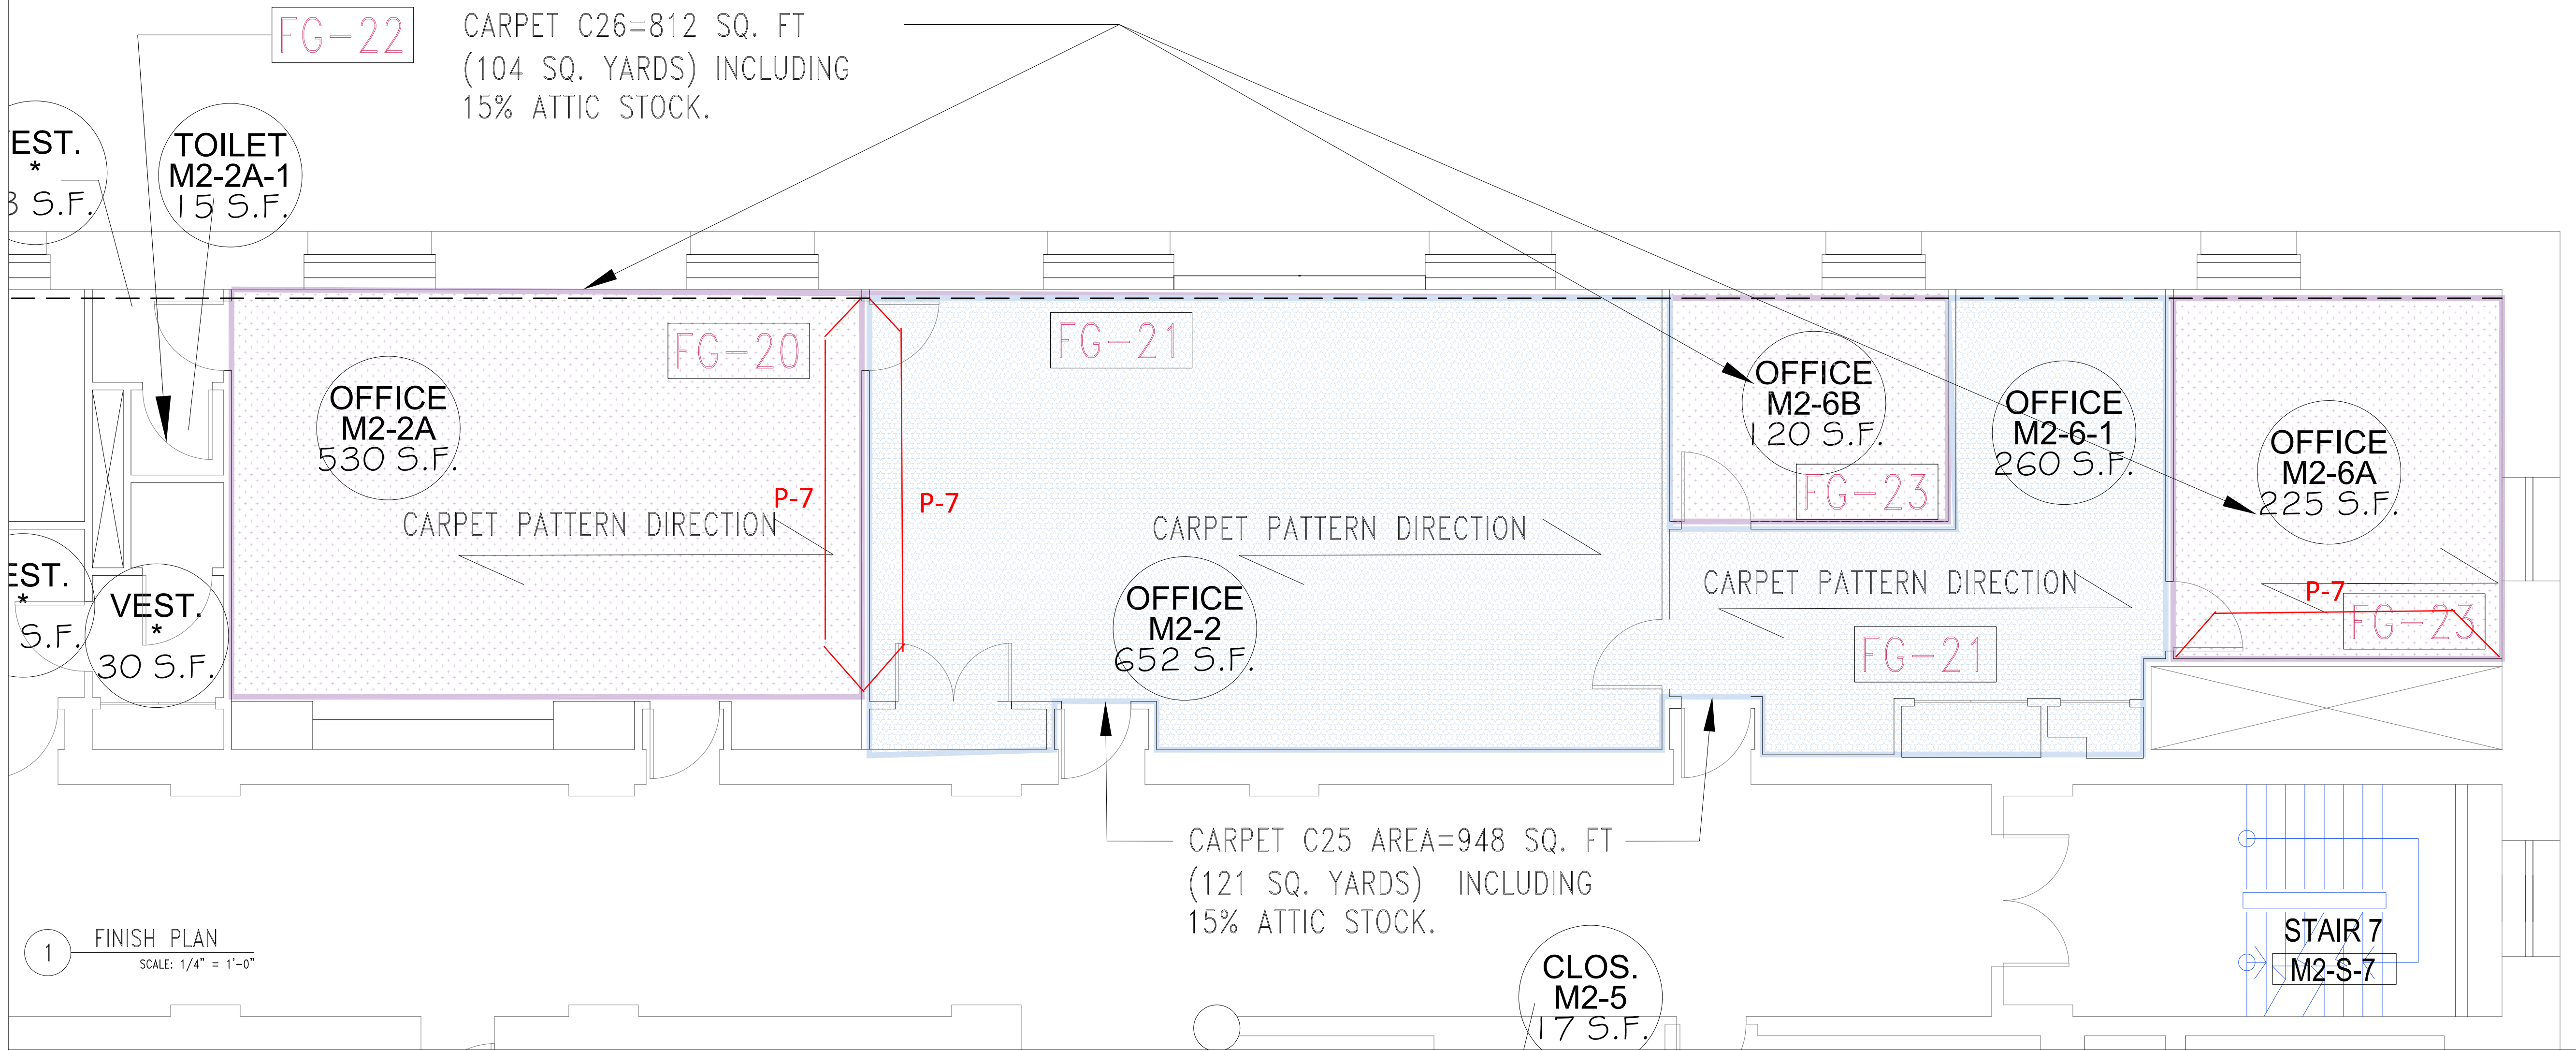 FG-22
CARPET C26=812 SQ. FT
(104 SQ. YARDS) INCLUDING
15% ATTIC STOCK.
EST.
*
S.F.
TOILET
M2-2A-1
15 S.F.
FG-20
FG-21
OFFICE
M2-2A
530 S.F.
OFFICE
M2-6B
120 S.F.
OFFICE
M2-6-1
260 S.F.
OFFICE
M2-6A
225 S.F.
FG-23
P-7
P-7
CARPET PATTERN DIRECTION
CARPET PATTERN DIRECTION
CARPET PATTERN DIRECTION
P-7
FG-23
EST.
*
S.F.
VEST.
*
30 S.F.
OFFICE
M2-2
652 S.F.
FG-21
CARPET C25 AREA=948 SQ. FT
(121 SQ. YARDS) INCLUDING
15% ATTIC STOCK.
1
FINISH PLAN
SCALE: 1/4" = 1'-0"
CLOS.
M2-5
17 S.F.
STAIR 7
M2-S-7